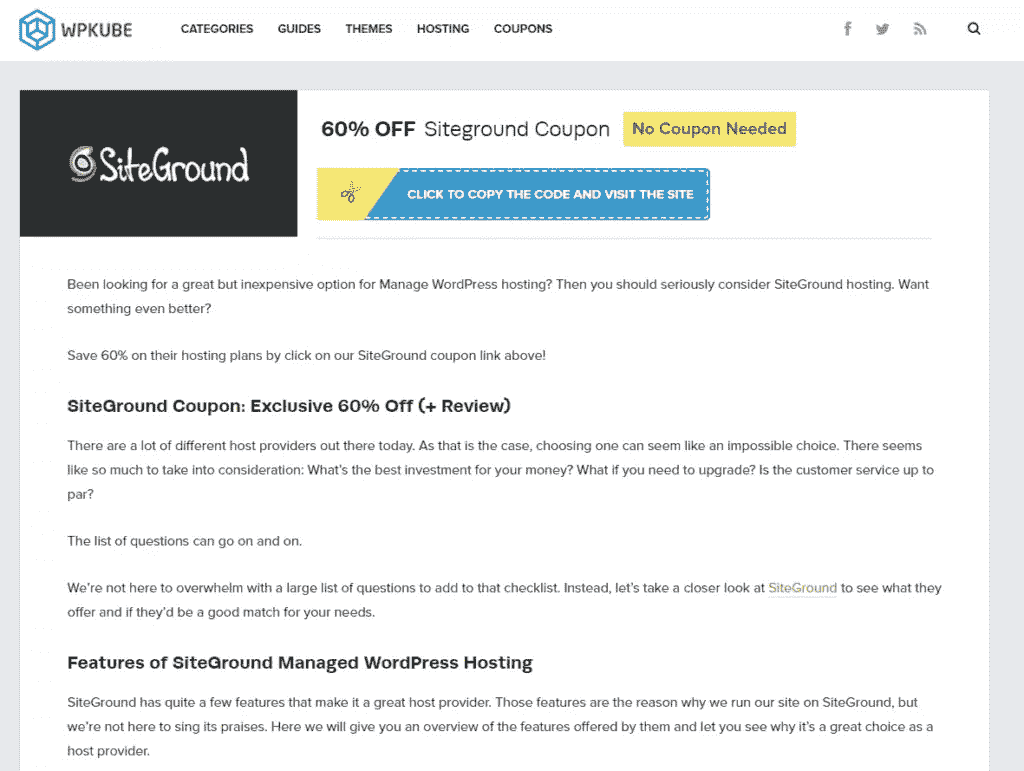 WPKUBE
CATEGORIES GUIDES THEMES HOSTING COUPONS
SiteGround
60% OFF Siteground Coupon No Coupon Needed
CLICK TO COPY THE CODE AND VISIT THE SITE
Been looking for a great but inexpensive option for Manage WordPress hosting? Then you should seriously consider SiteGround hosting. Want
something even better?
Save 60% on their hosting plans by click on our SiteGround coupon link above!
SiteGround Coupon: Exclusive 60% Off (+ Review)
There are a lot of different host providers out there today. As that is the case, choosing one can seem like an impossible choice. There seems
like so much to take into consideration: What's the best investment for your money? What if you need to upgrade? Is the customer service up to
par?
The list of questions can go on and on.
We're not here to overwhelm with a large list of questions to add to that checklist. Instead, let's take a closer look at SiteGround to see what they
offer and if they'd be a good match for your needs.
Features of SiteGround Managed WordPress Hosting
SiteGround has quite a few features that make it a great host provider. Those features are the reason why we run our site on SiteGround, but
we're not here to sing its praises. Here we will give you an overview of the features offered by them and let you see why it's a great choice as a
host provider.